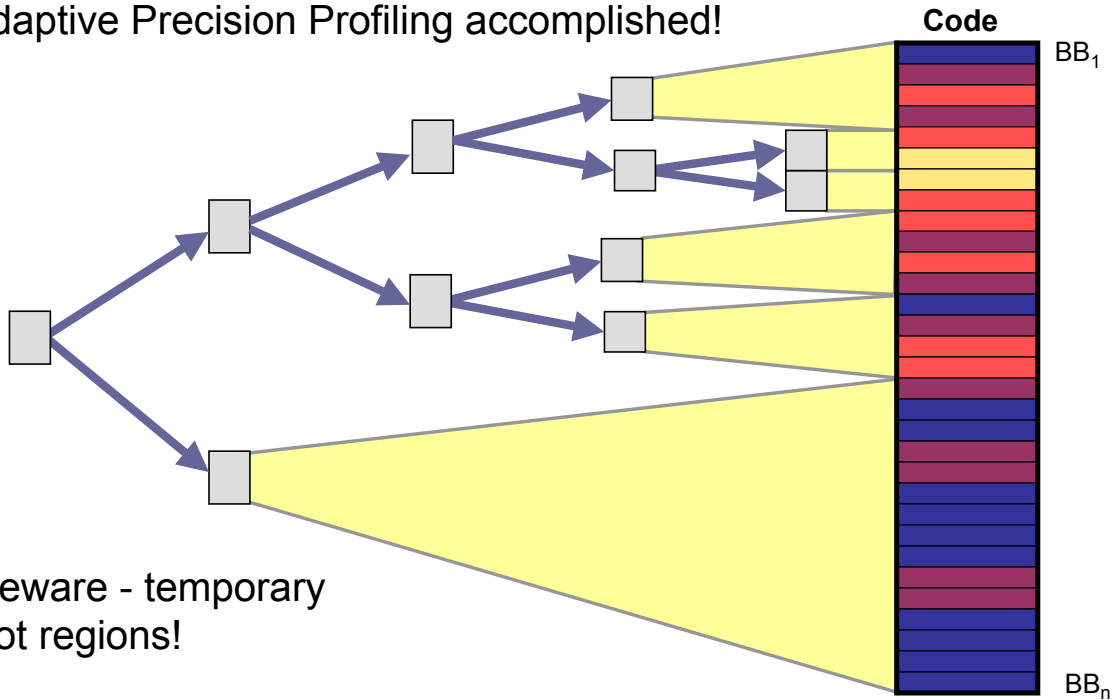 daptive Precision Profiling accomplished!
Code
BB₁
eware - temporary
ot regions!
BBₙ